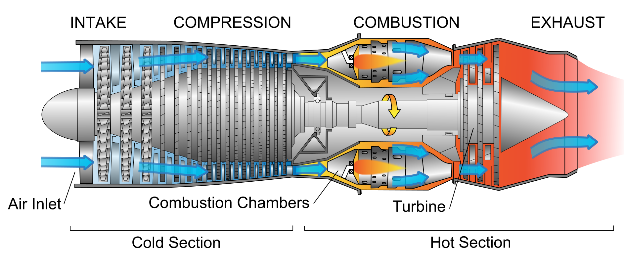 INTAKE
COMPRESSION
COMBUSTION
EXHAUST
Air Inlet
Combustion Chambers
Turbine
Cold Section
Hot Section